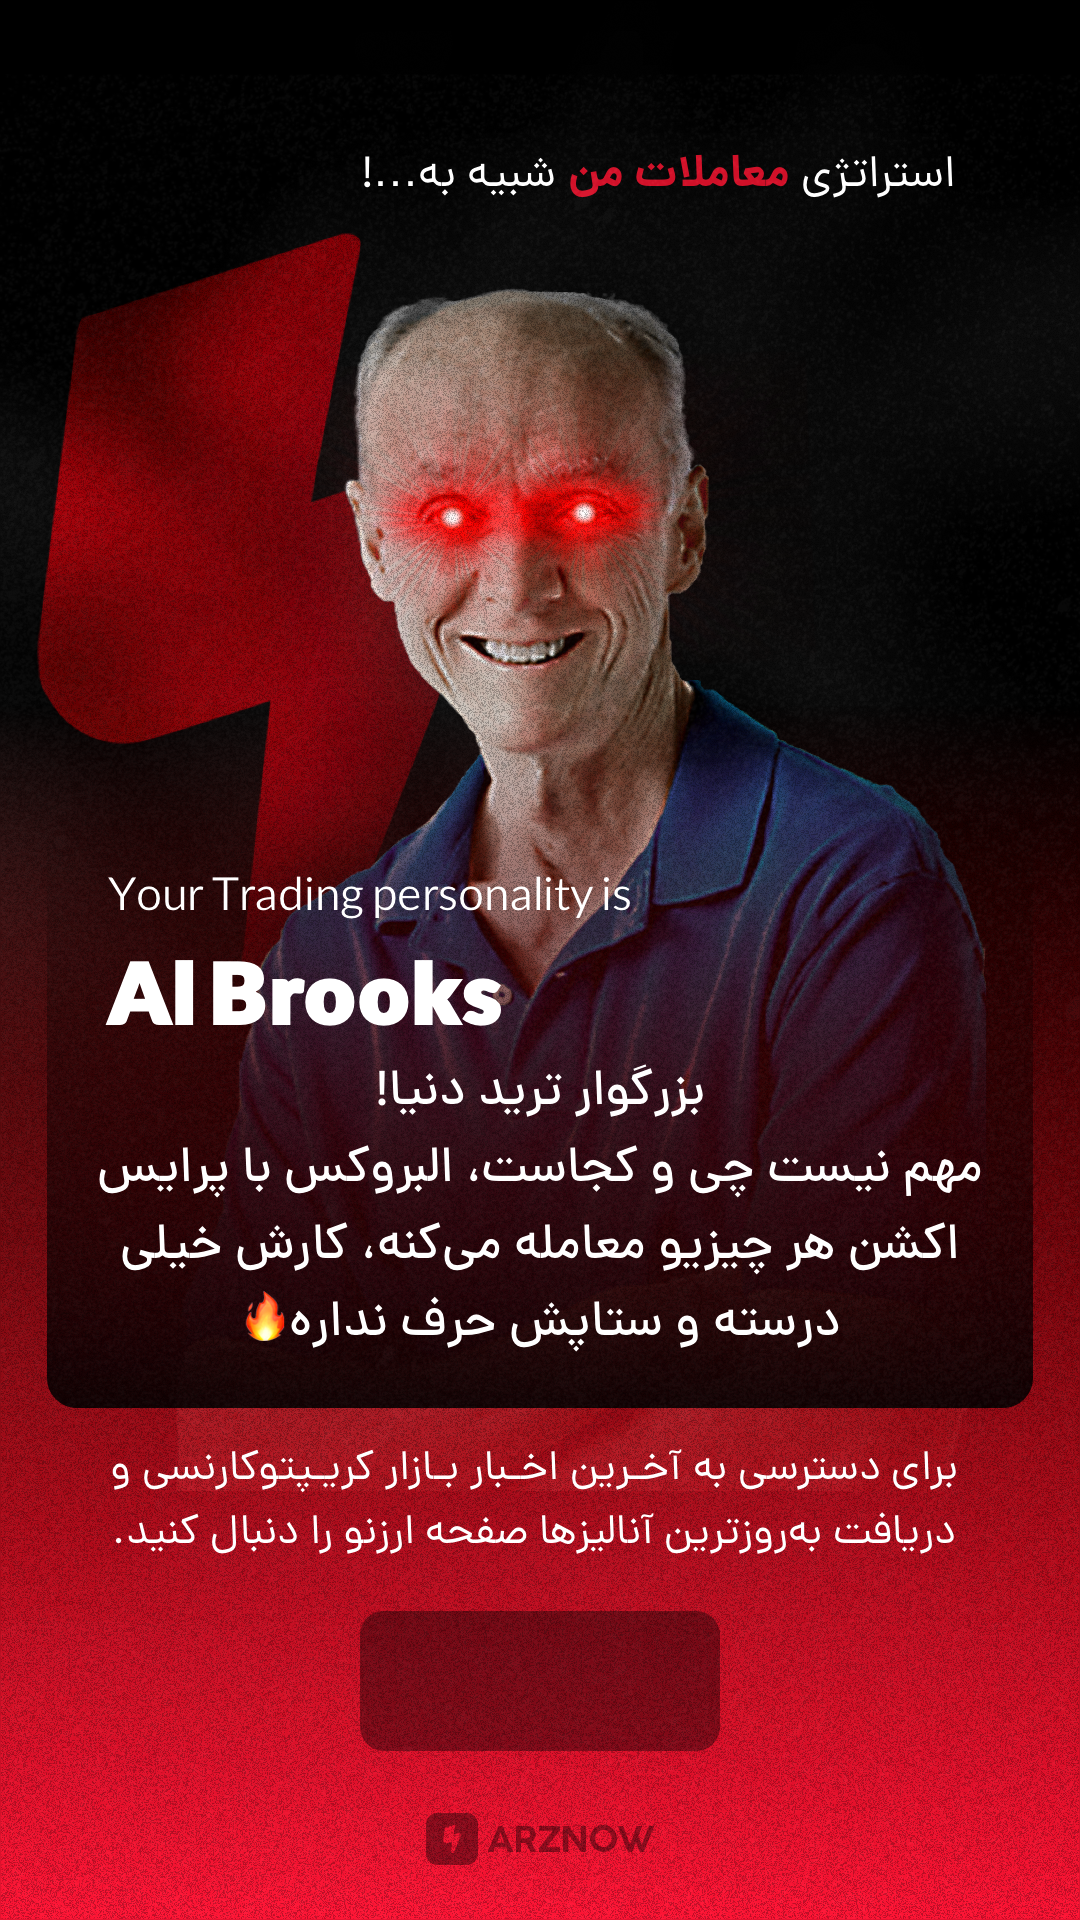 استراتژی معاملات من شبیه به...!
Your Trading personality is
Al Brooks
بزرگوار ترید دنیا!
مهم نیست چی و کجاست، البروکس با پرایس
اکشن هر چیزیو معامله می‌کنه، کارش خیلی
درسته و ستاپش حرف نداره🔥
برای دسترسی به آخـرین اخـبار بـازار کریـپتوکارنسی و
دریافت به‌روزترین آنالیزها صفحه ارزنو را دنبال کنید.
ARZNOW